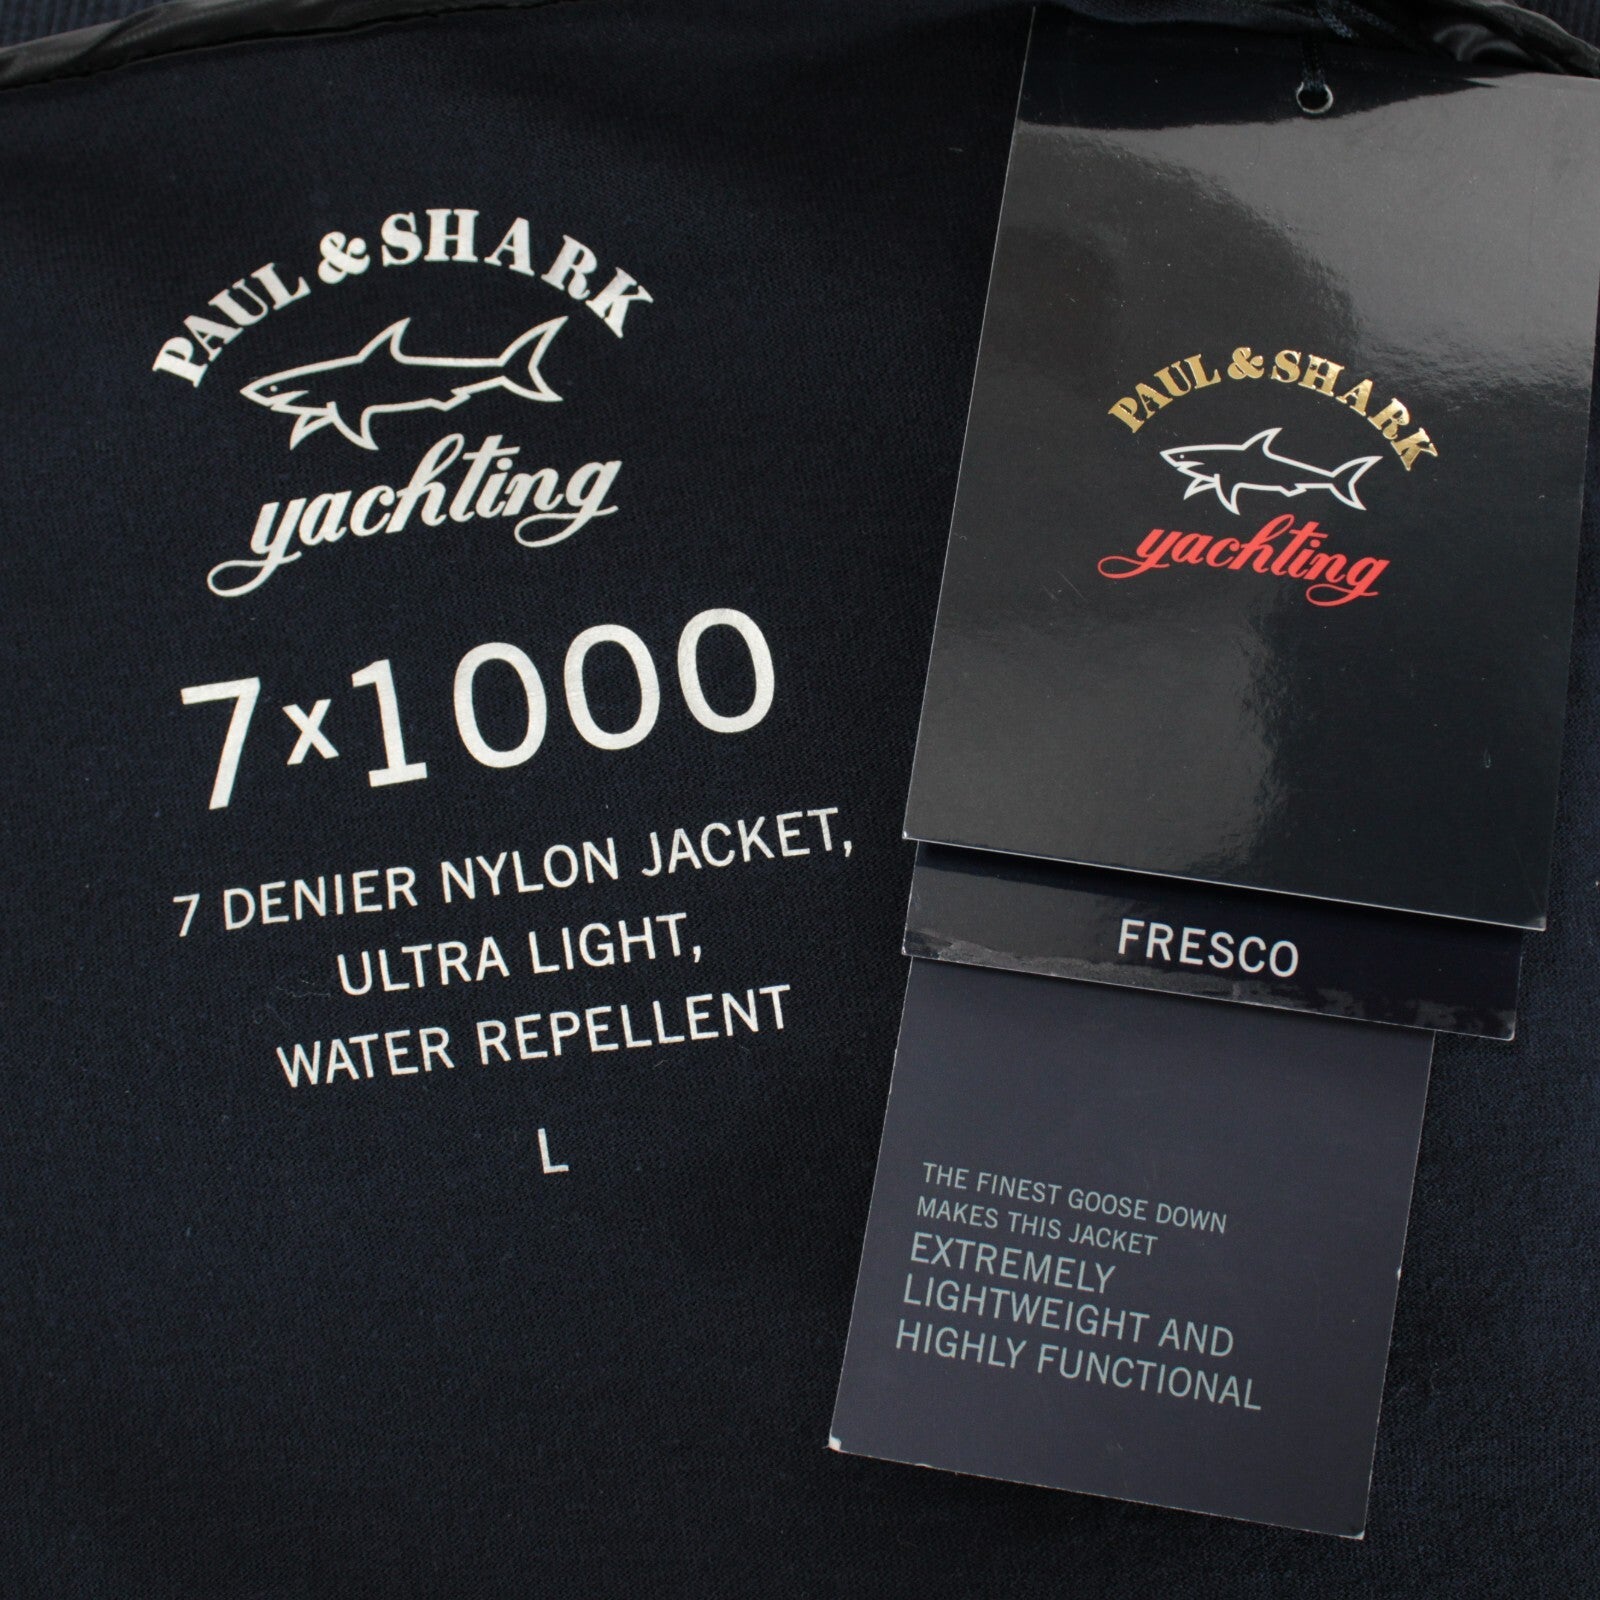 PAUL & SHARK
yachting
7x1000
7 DENIER NYLON JACKET,
ULTRA LIGHT,
WATER REPELLENT
L
PAUL & SHARK
yachting
FRESCO
THE FINEST GOOSE DOWN
MAKES THIS JACKET
EXTREMELY
LIGHTWEIGHT AND
HIGHLY FUNCTIONAL